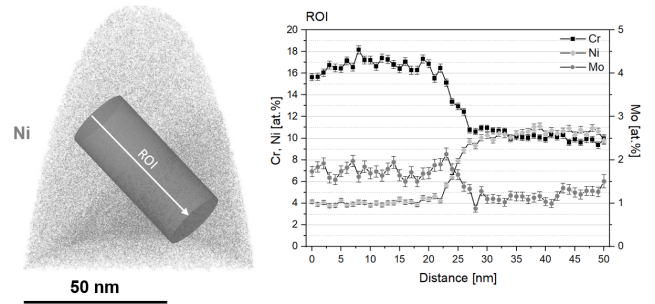 Ni
ROI
50 nm
ROI
Cr, Ni [at.%]
20
18
16
14
12
10
8
6
4
2
0
Cr
Ni
Mo
5
4
3
2
1
0
Mo [at.%]
0 5 10 15 20 25 30 35 40 45 50
Distance [nm]